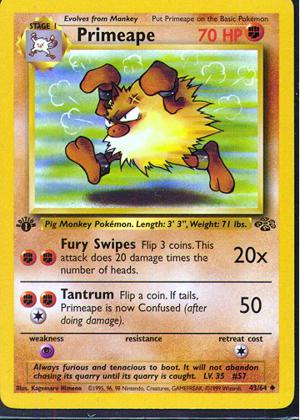 Evolves from Mankey Put Primeape on the Basic Pokémon
STAGE 1
Primeape 70 HP
EDITION 1
Pig Monkey Pokémon. Length: 3' 3", Weight: 71 lbs.
Fury Swipes Flip 3 coins. This
attack does 20 damage times the
number of heads.
20x
Tantrum Flip a coin. If tails,
Primeape is now Confused (after
doing damage).
50
weakness resistance retreat cost
Always furious and tenacious to boot. It will not abandon
chasing its quarry until its quarry is caught. LV. 35 #57
Illus. Kagemaru Himeno ©1995, 96, 98 Nintendo, Creatures, GAMEFREAK. ©1999 Wizards. 43/64